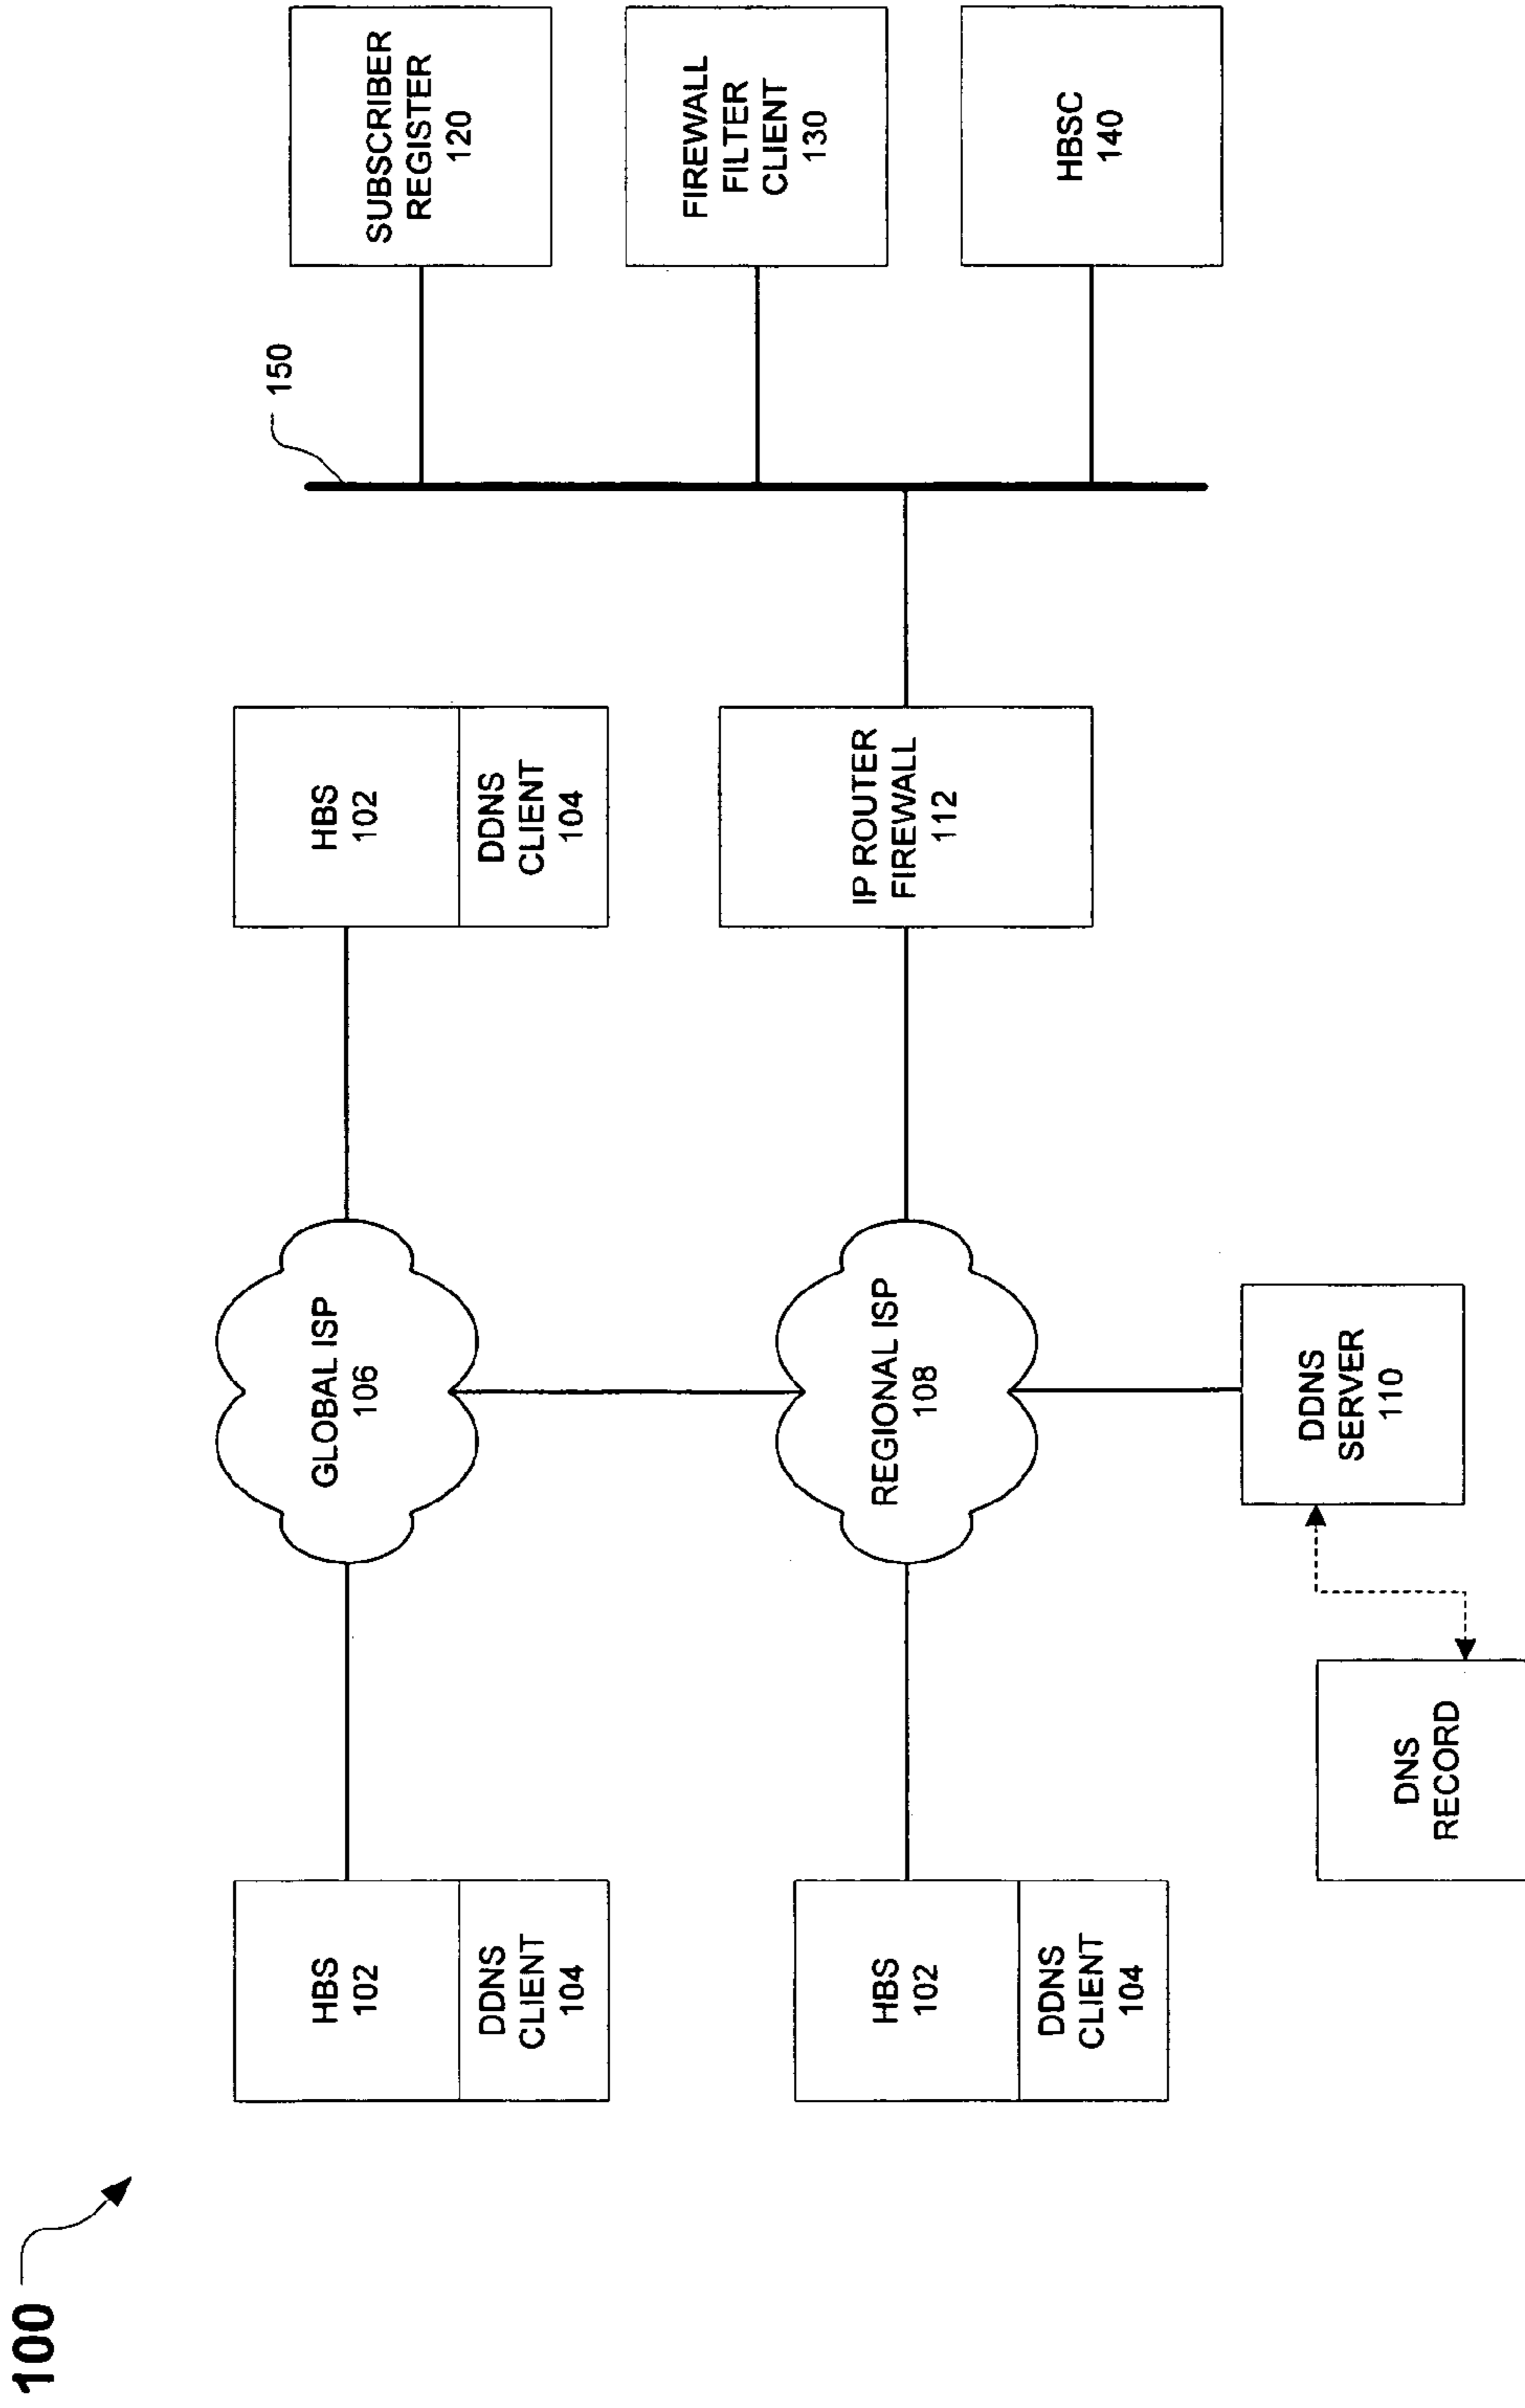 100
HBS
102
DDNS
CLIENT
104
GLOBAL ISP
106
HBS
102
DDNS
CLIENT
104
150
SUBSCRIBER
REGISTER
120
HBS
102
DDNS
CLIENT
104
REGIONAL ISP
108
IP ROUTER
FIREWALL
112
FIREWALL
FILTER
CLIENT
130
HBSC
140
DDNS
SERVER
110
DNS
RECORD